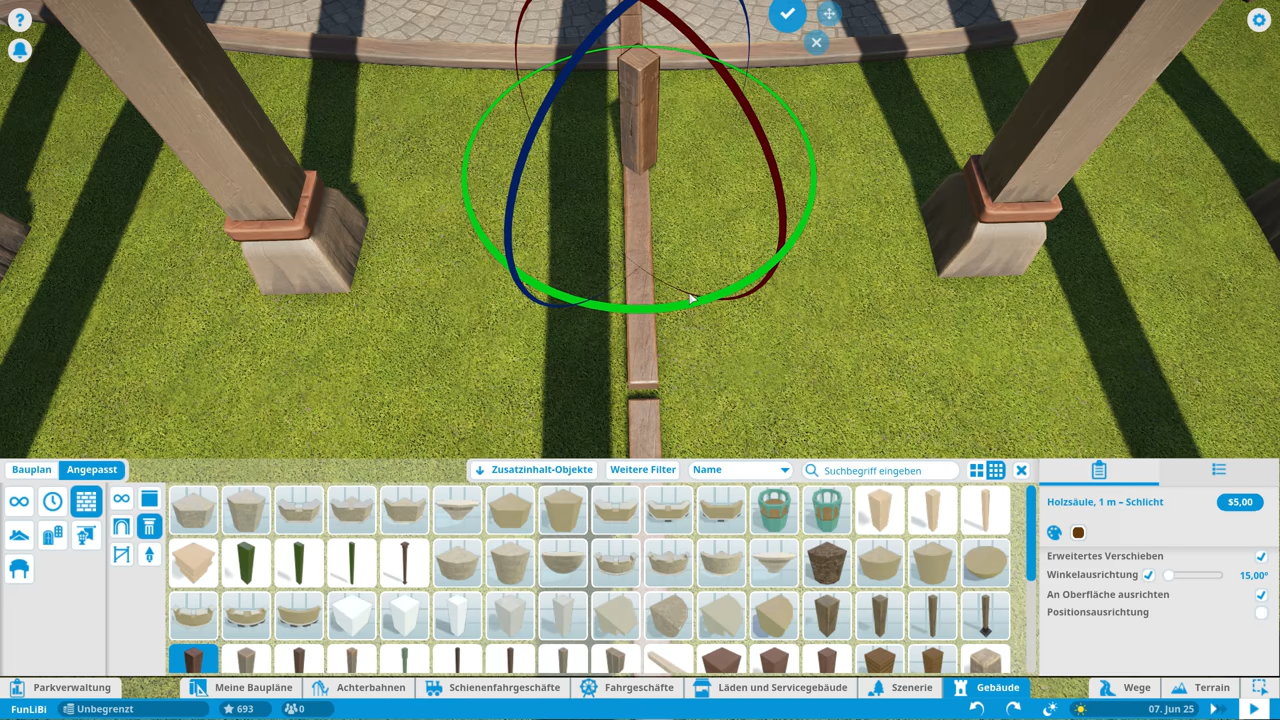 Bauplan
Angepasst
Zusatzinhalt-Objekte
Weitere Filter
Name
Suchbegriff eingeben
Holzsäule, 1 m – Schlicht
$5,00
Erweitertes Verschieben
Winkelausrichtung
15,00°
An Oberfläche ausrichten
Positionsausrichtung
Parkverwaltung
Meine Baupläne
Achterbahnen
Schienenfahrgeschäfte
Fahrgeschäfte
Läden und Servicegebäude
Szenerie
Gebäude
Wege
Terrain
FunLiBi
Unbegrenzt
693
0
07. Jun 25